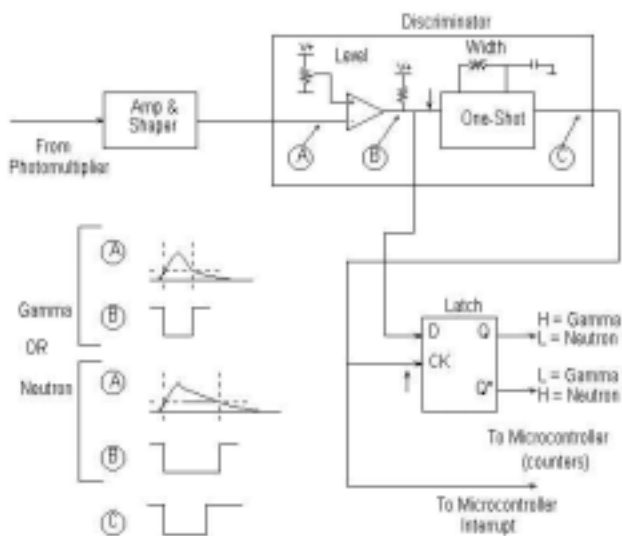 Discriminator
V+
Level
V+
Width
Amp &
Shaper
One-Shot
From
Photomultiplier
A
B
C
A
Gamma
B
OR
Neutron
A
B
C
Latch
D
Q
CK
Q*
H = Gamma
L = Neutron
L = Gamma
H = Neutron
To Microcontroller
(counters)
To Microcontroller
Interrupt